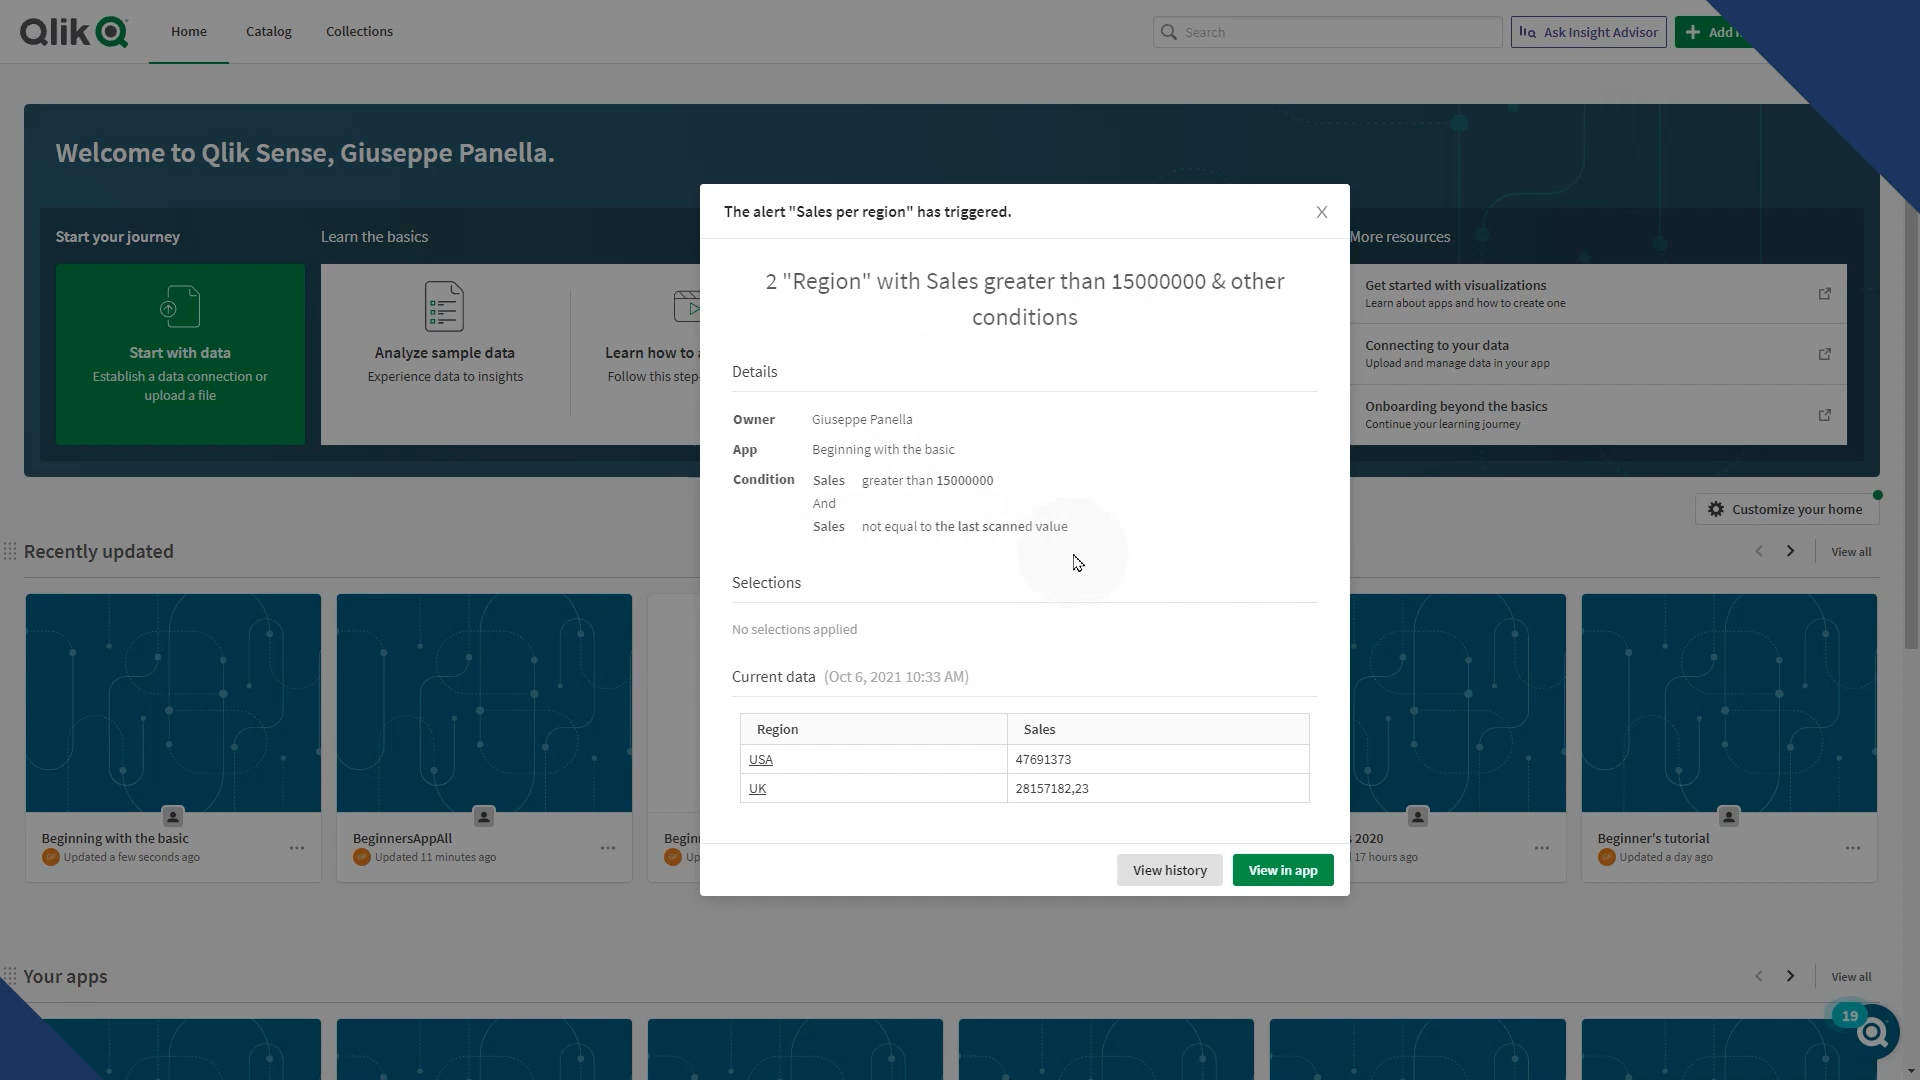 Qlik
Home
Catalog
Collections
Search
Ask Insight Advisor
Add
Welcome to Qlik Sense, Giuseppe Panella.
Start your journey
Learn the basics
More resources
Start with data
Establish a data connection or
upload a file
Analyze sample data
Experience data to insights
Learn how to
Follow this step
Get started with visualizations
Learn about apps and how to create one
Connecting to your data
Upload and manage data in your app
Onboarding beyond the basics
Continue your learning journey
The alert "Sales per region" has triggered.
X
2 "Region" with Sales greater than 15000000 & other
conditions
Details
Owner Giuseppe Panella
App Beginning with the basic
Condition Sales greater than 15000000
And
Sales not equal to the last scanned value
Selections
No selections applied
Current data (Oct 6, 2021 10:33 AM)
Region Sales
USA 47691373
UK 28157182,23
View history
View in app
Customize your home
Recently updated
View all
Beginning with the basic
GP Updated a few seconds ago
BeginnersAppAll
GP Updated 11 minutes ago
2020
17 hours ago
Beginner's tutorial
GP Updated a day ago
Your apps
View all
19